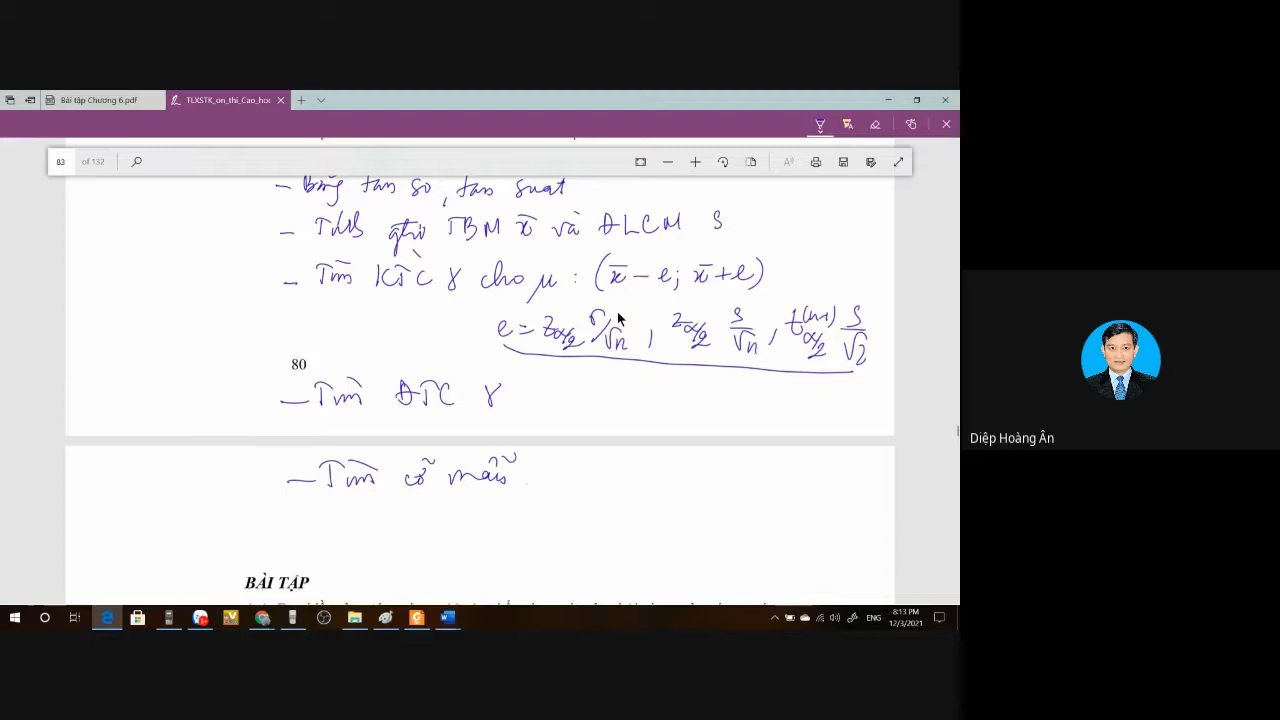 Bài tập Chương 6.pdf
TLXSTK_on_thi_Cao_hoc
83 of 132
- Bảng tần số, tần suất
- Tính TBM x̄ và ĐLCM S
- Tìm KTC γ cho μ : (x̄ - e; x̄ + e)
e = z_{α/2} σ/√n, z_{α/2} S/√n, t_{α/2}^{(n-1)} S/√2
80
- Tìm ĐTC γ
- Tìm cỡ mẫu
BÀI TẬP
Diệp Hoàng Ân
ENG
8:13 PM
12/3/2021